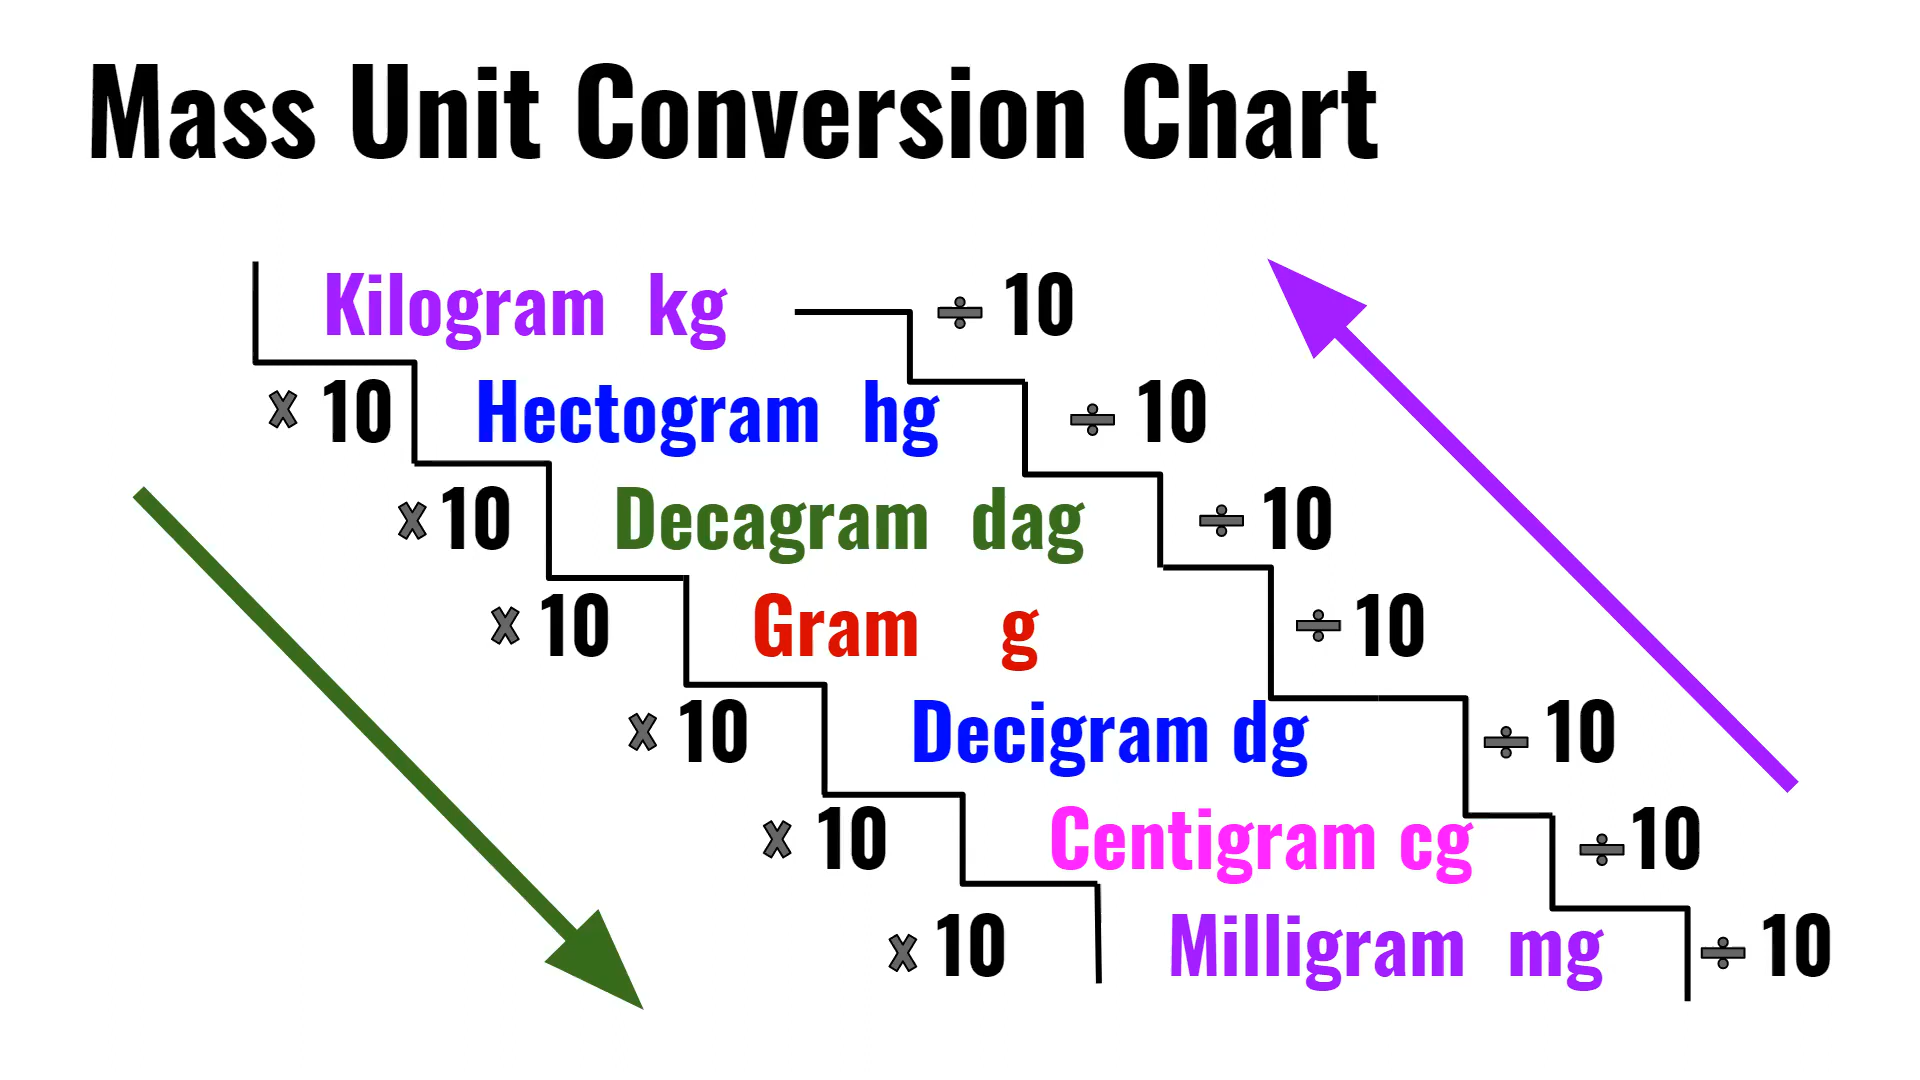 Mass Unit Conversion Chart
Kilogram kg ÷ 10
x 10 Hectogram hg ÷ 10
x 10 Decagram dag ÷ 10
x 10 Gram g ÷ 10
x 10 Decigram dg ÷ 10
x 10 Centigram cg ÷ 10
x 10 Milligram mg ÷ 10